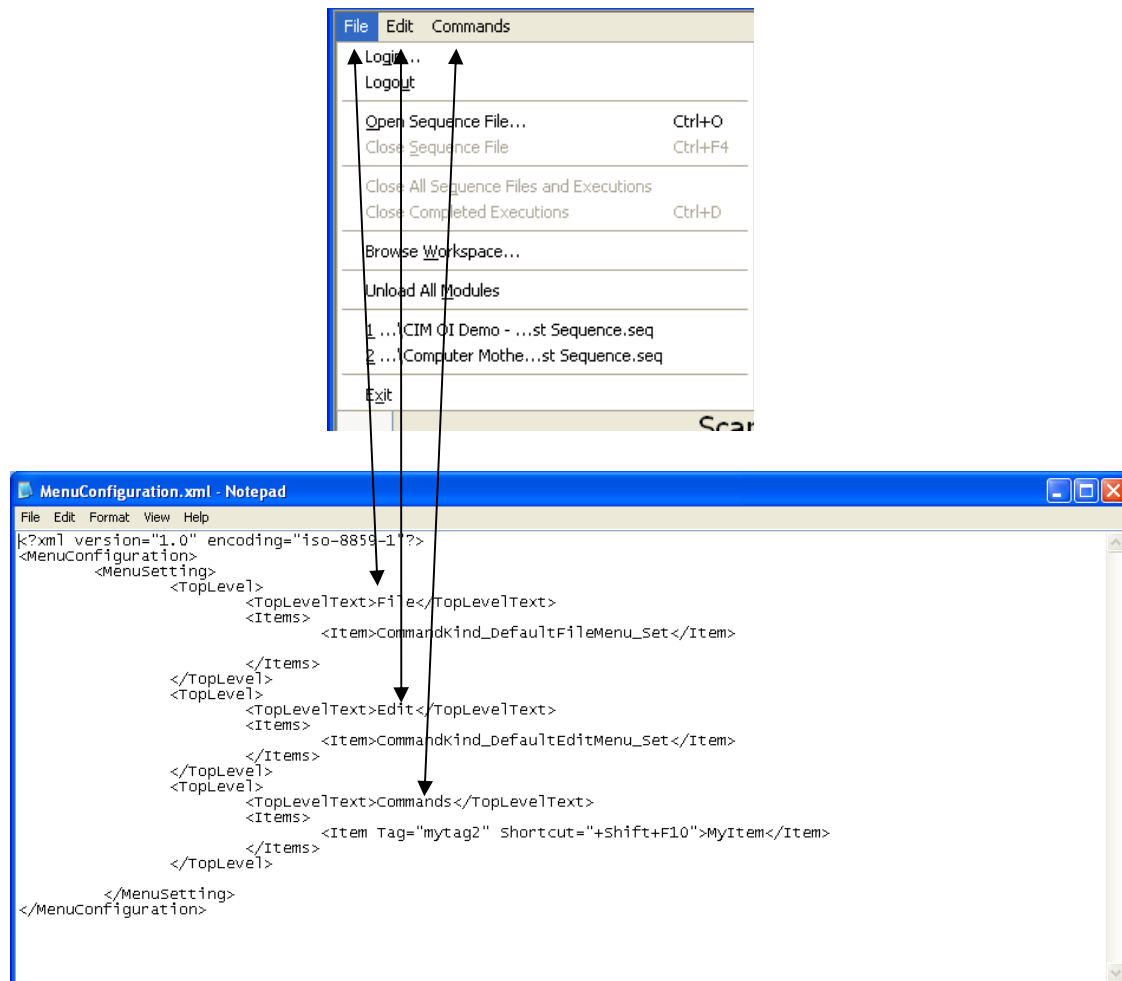 File Edit Commands
Login...
Logout
Open Sequence File... Ctrl+O
Close Sequence File Ctrl+F4
Close All Sequence Files and Executions
Close Completed Executions Ctrl+D
Browse Workspace...
Unload All Modules
1 ...\CIM OI Demo - ...st Sequence.seq
2 ...\Computer Mothe...st Sequence.seq
Exit
Scar
MenuConfiguration.xml - Notepad
File Edit Format View Help
<?xml version="1.0" encoding="iso-8859-1"?>
<MenuConfiguration>
<MenuSetting>
<TopLevel>
<TopLevelText>File</TopLevelText>
<Items>
<Item>CommandKind_DefaultFileMenu_Set</Item>
</Items>
</TopLevel>
<TopLevel>
<TopLevelText>Edit</TopLevelText>
<Items>
<Item>CommandKind_DefaultEditMenu_Set</Item>
</Items>
</TopLevel>
<TopLevel>
<TopLevelText>Commands</TopLevelText>
<Items>
<Item Tag="mytag2" Shortcut="+Shift+F10">MyItem</Item>
</Items>
</TopLevel>
</MenuSetting>
</MenuConfiguration>